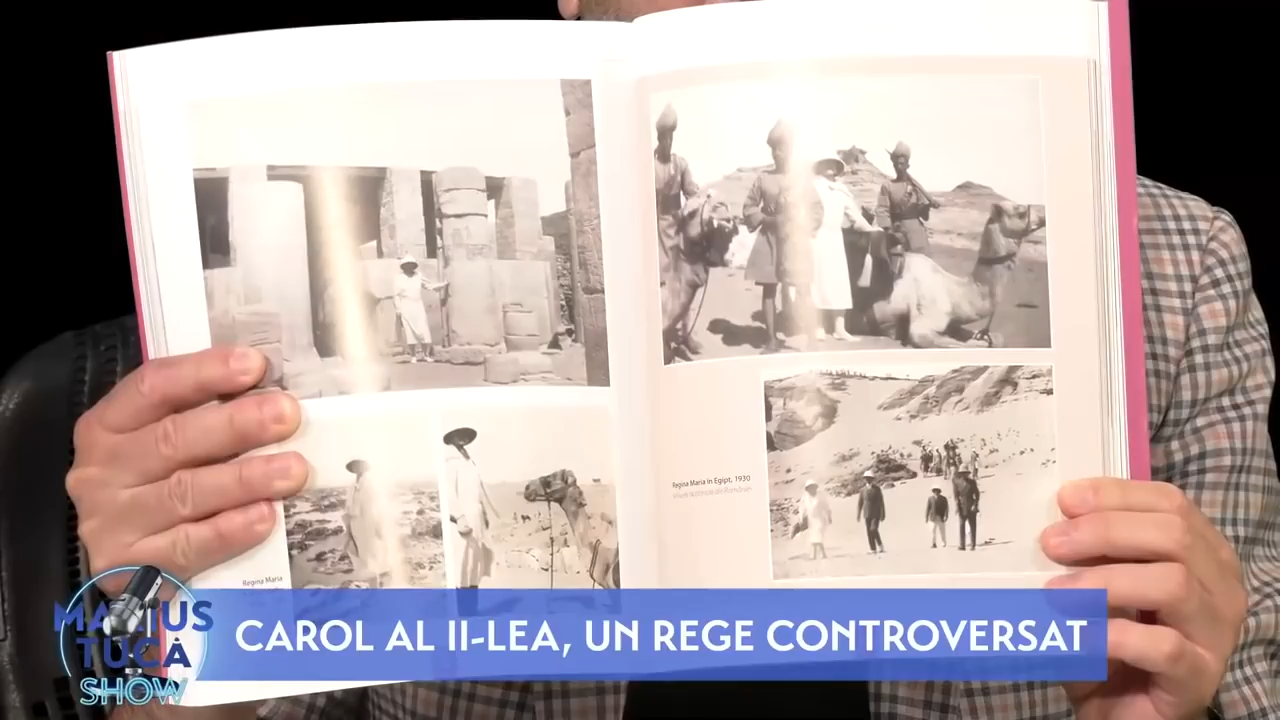 Regina Maria în Egipt, 1930
Regina Maria
MARIUS
TUCĂ
SHOW
CAROL AL II-LEA, UN REGE CONTROVERSAT